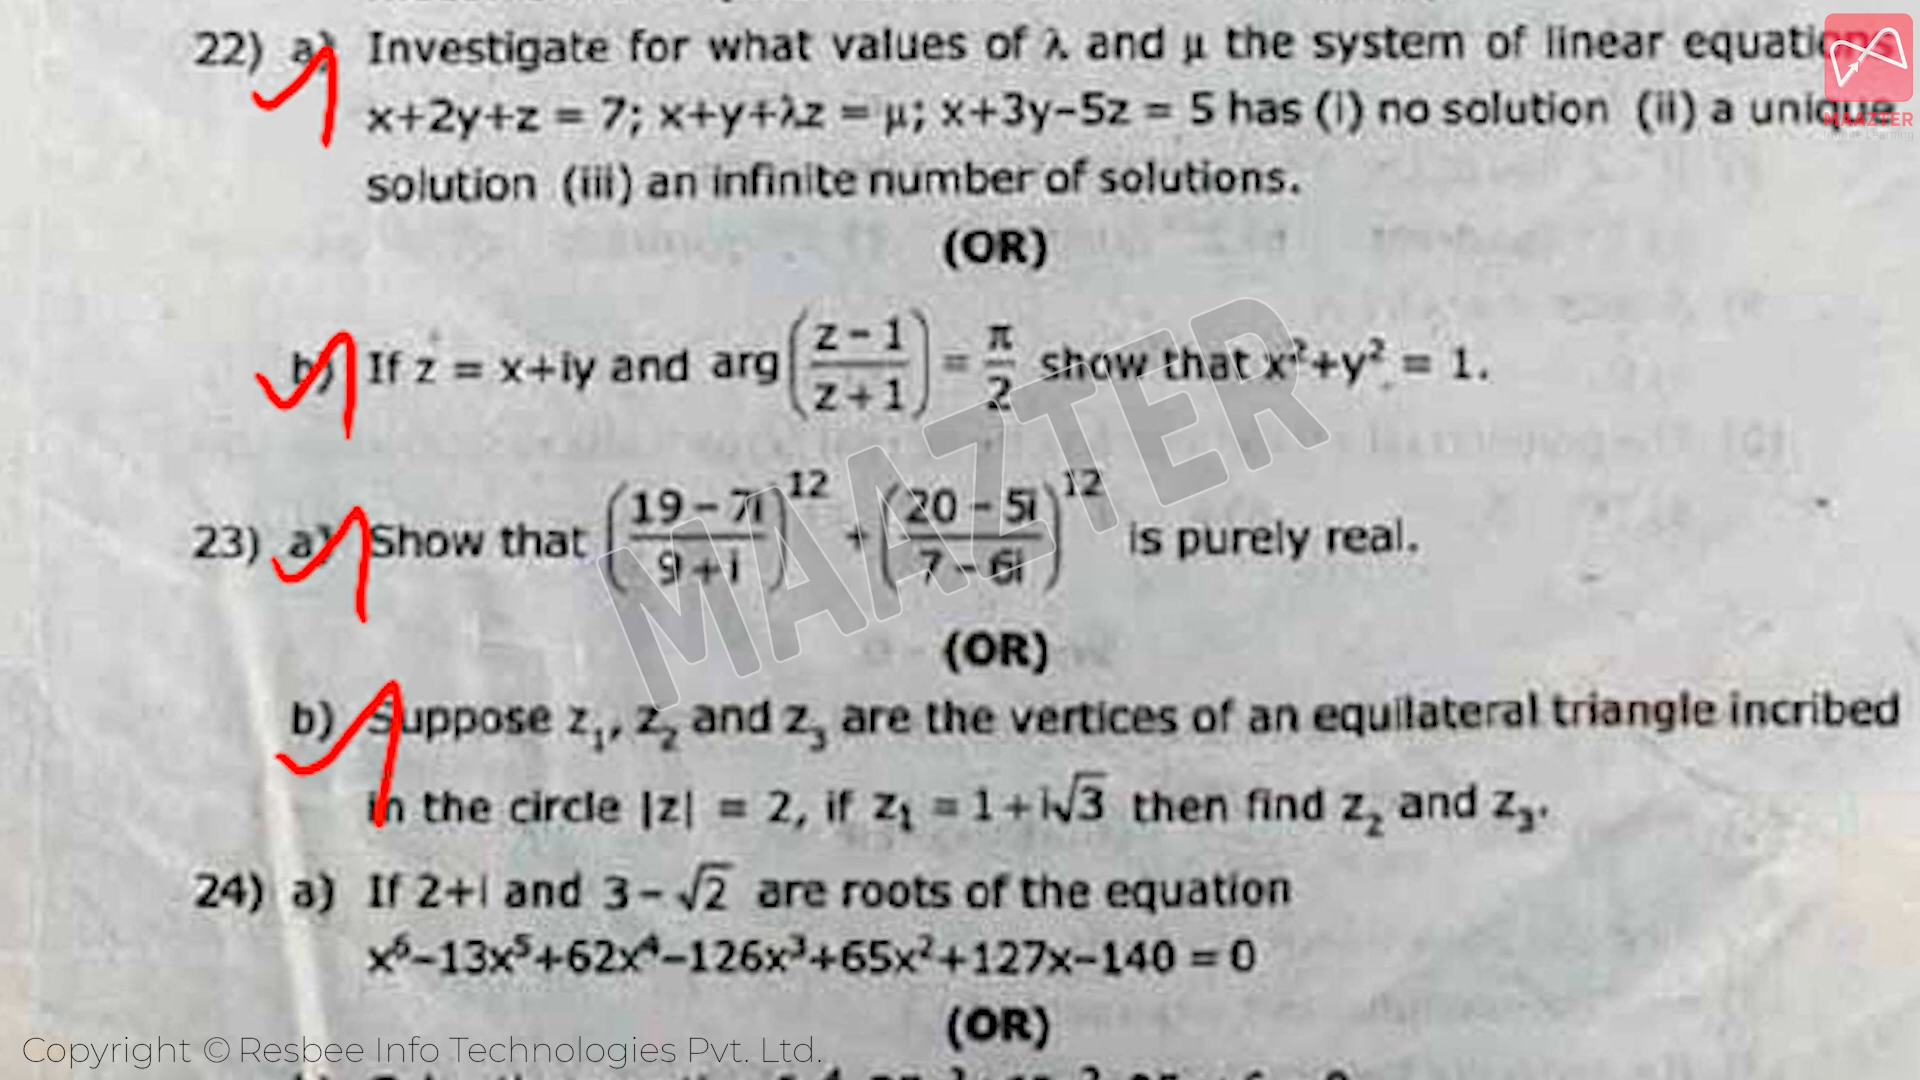 22) a) Investigate for what values of λ and μ the system of linear equations
x+2y+z = 7; x+y+λz = μ; x+3y-5z = 5 has (i) no solution (ii) a unique
solution (iii) an infinite number of solutions.
(OR)
b) If z = x+iy and arg((z-1)/(z+1)) = π/2 show that x²+y² = 1.
23) a) Show that ((19-7i)/(9+i))¹² + ((20-5i)/(7-6i))¹² is purely real.
(OR)
b) Suppose z₁, z₂ and z₃ are the vertices of an equilateral triangle incribed
in the circle |z| = 2, if z₁ = 1+i√3 then find z₂ and z₃.
24) a) If 2+i and 3-√2 are roots of the equation
x⁶-13x⁵+62x⁴-126x³+65x²+127x-140 = 0
(OR)
MAAZTER
MAAZTER
Copyright © Resbee Info Technologies Pvt. Ltd.